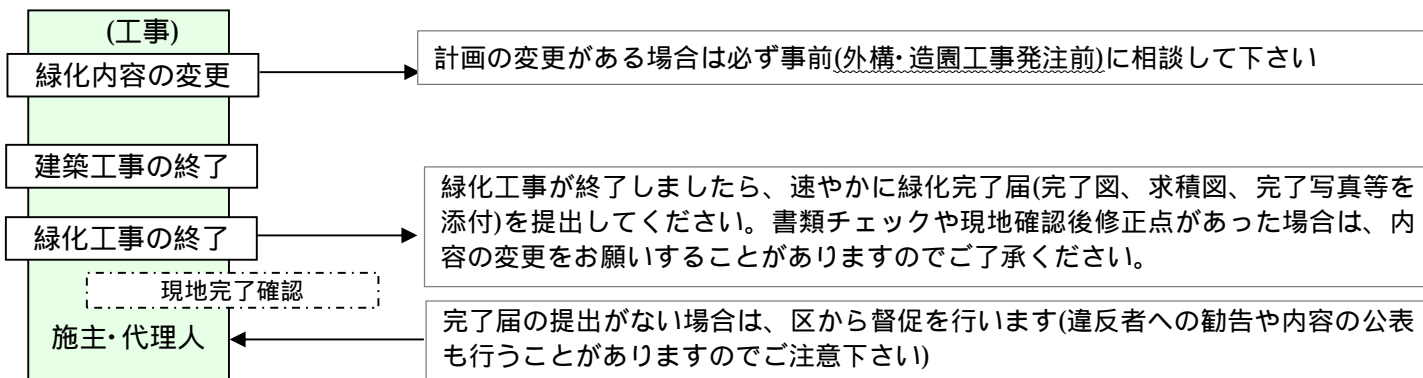 (工事)
緑化内容の変更
計画の変更がある場合は必ず事前(外構・造園工事発注前)に相談して下さい
建築工事の終了
緑化工事の終了
緑化工事が終了しましたら、速やかに緑化完了届(完了図、求積図、完了写真等を
添付)を提出してください。書類チェックや現地確認後修正点があった場合は、内
容の変更をお願いすることがありますのでご了承ください。
現地完了確認
施主・代理人
完了届の提出がない場合は、区から督促を行います(違反者への勧告や内容の公表
も行うことがありますのでご注意下さい)